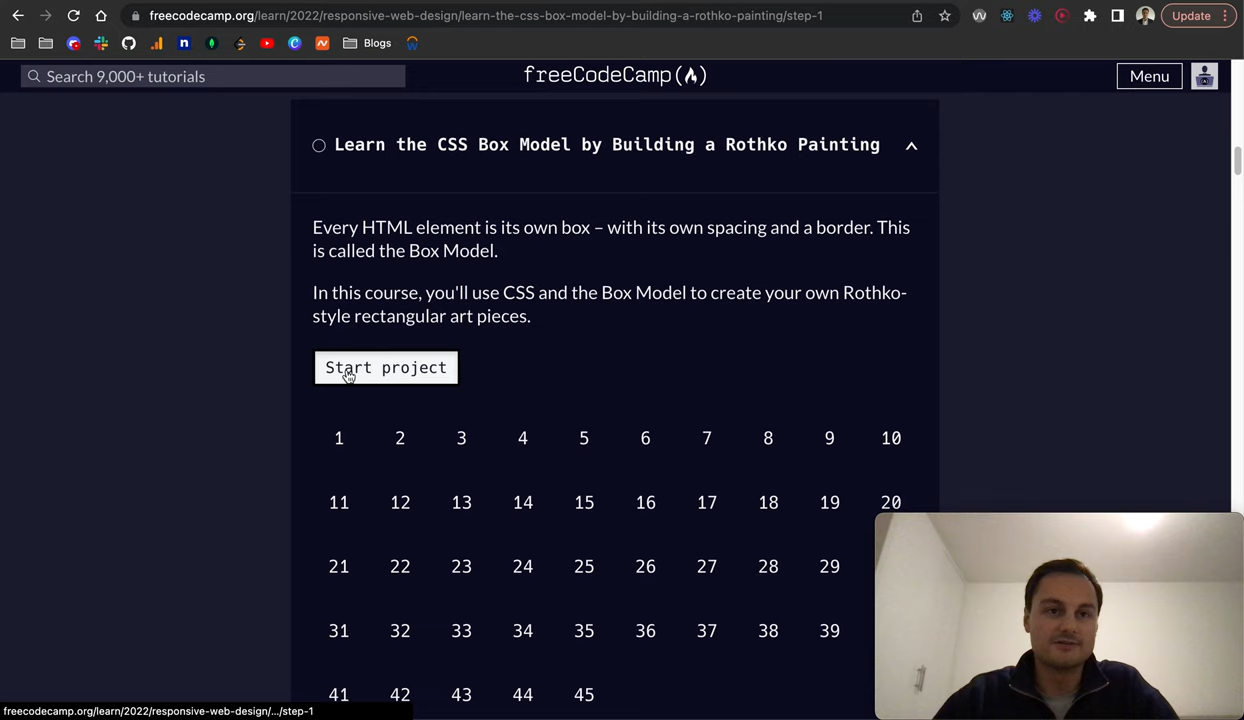 freecodecamp.org/learn/2022/responsive-web-design/learn-the-css-box-model-by-building-a-rothko-painting/step-1
Update
Blogs
Search 9,000+ tutorials
freeCodeCamp
Menu
Learn the CSS Box Model by Building a Rothko Painting
Every HTML element is its own box – with its own spacing and a border. This
is called the Box Model.
In this course, you'll use CSS and the Box Model to create your own Rothko-
style rectangular art pieces.
Start project
1 2 3 4 5 6 7 8 9 10
11 12 13 14 15 16 17 18 19 20
21 22 23 24 25 26 27 28 29
31 32 33 34 35 36 37 38 39
41 42 43 44 45
freecodecamp.org/learn/2022/responsive-web-design/.../step-1